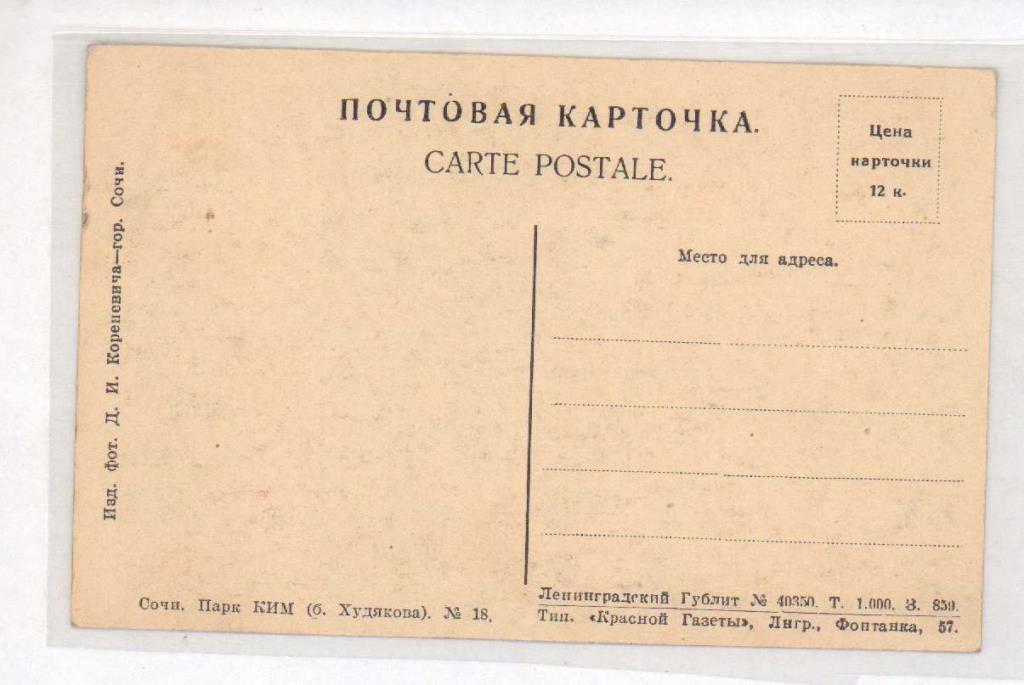 ПОЧТОВАЯ КАРТОЧКА.
CARTE POSTALE.
Цена
карточки
12 к.
Место для адреса.
Изд. фот. Д. И. Кореневича—гор. Сочи.
Сочи. Парк КИМ (б. Худякова). № 18.
Ленинградский Гублит № 40350. Т. 1.000. З. 859.
Тип. «Красной Газеты», Лнгр., Фонтанка, 57.